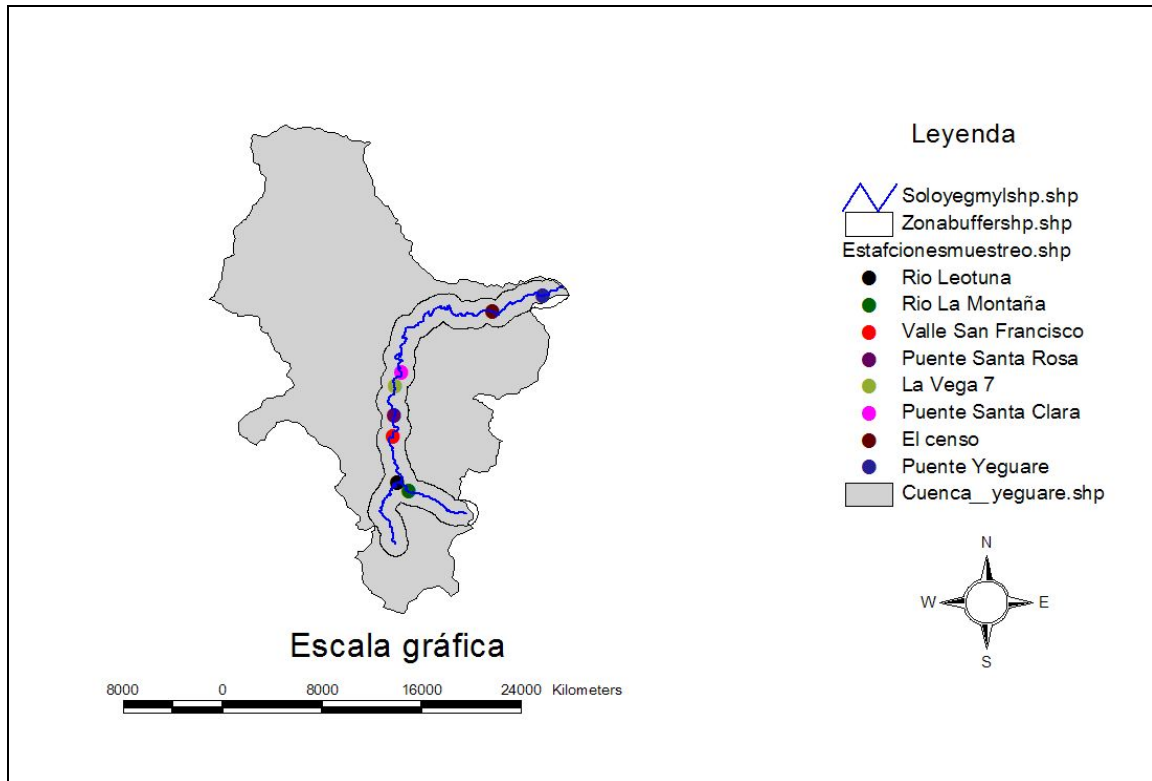 Leyenda
Soloyegmylshp.shp
Zonabuffershp.shp
Estafcionesmuestreo.shp
Rio Leotuna
Rio La Montaña
Valle San Francisco
Puente Santa Rosa
La Vega 7
Puente Santa Clara
El censo
Puente Yeguare
Cuenca__yeguare.shp
N
W E
S
Escala gráfica
8000 0 8000 16000 24000 Kilometers